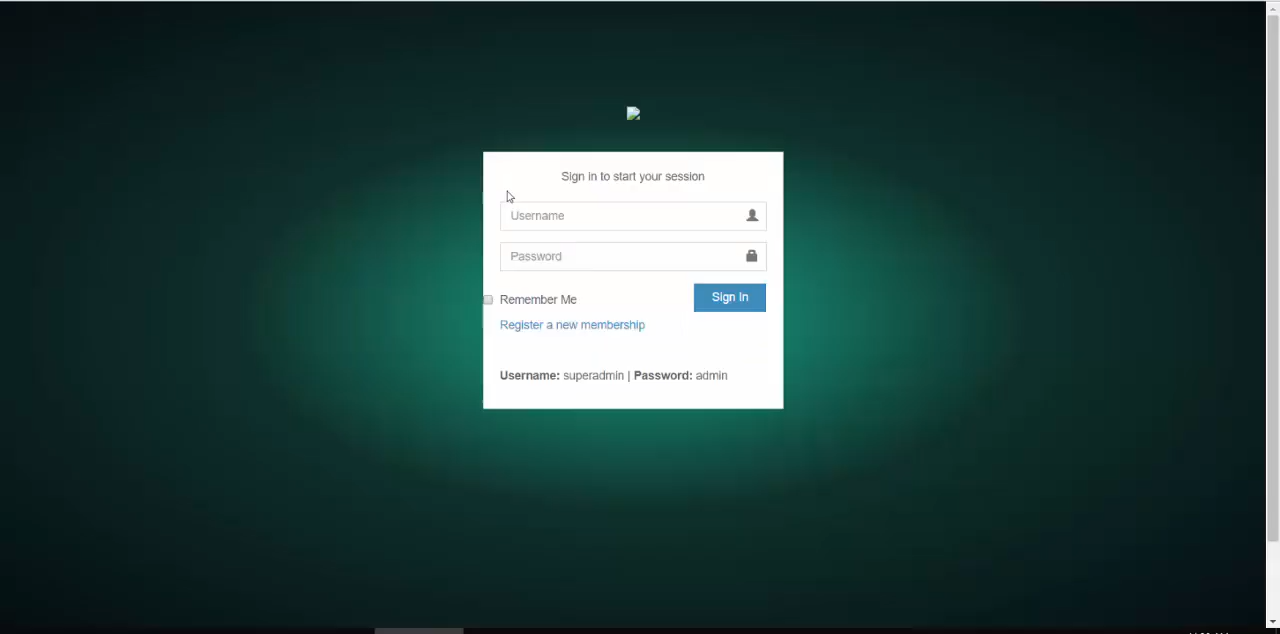 Sign in to start your session
Username
Password
Remember Me
Sign In
Register a new membership
Username: superadmin | Password: admin